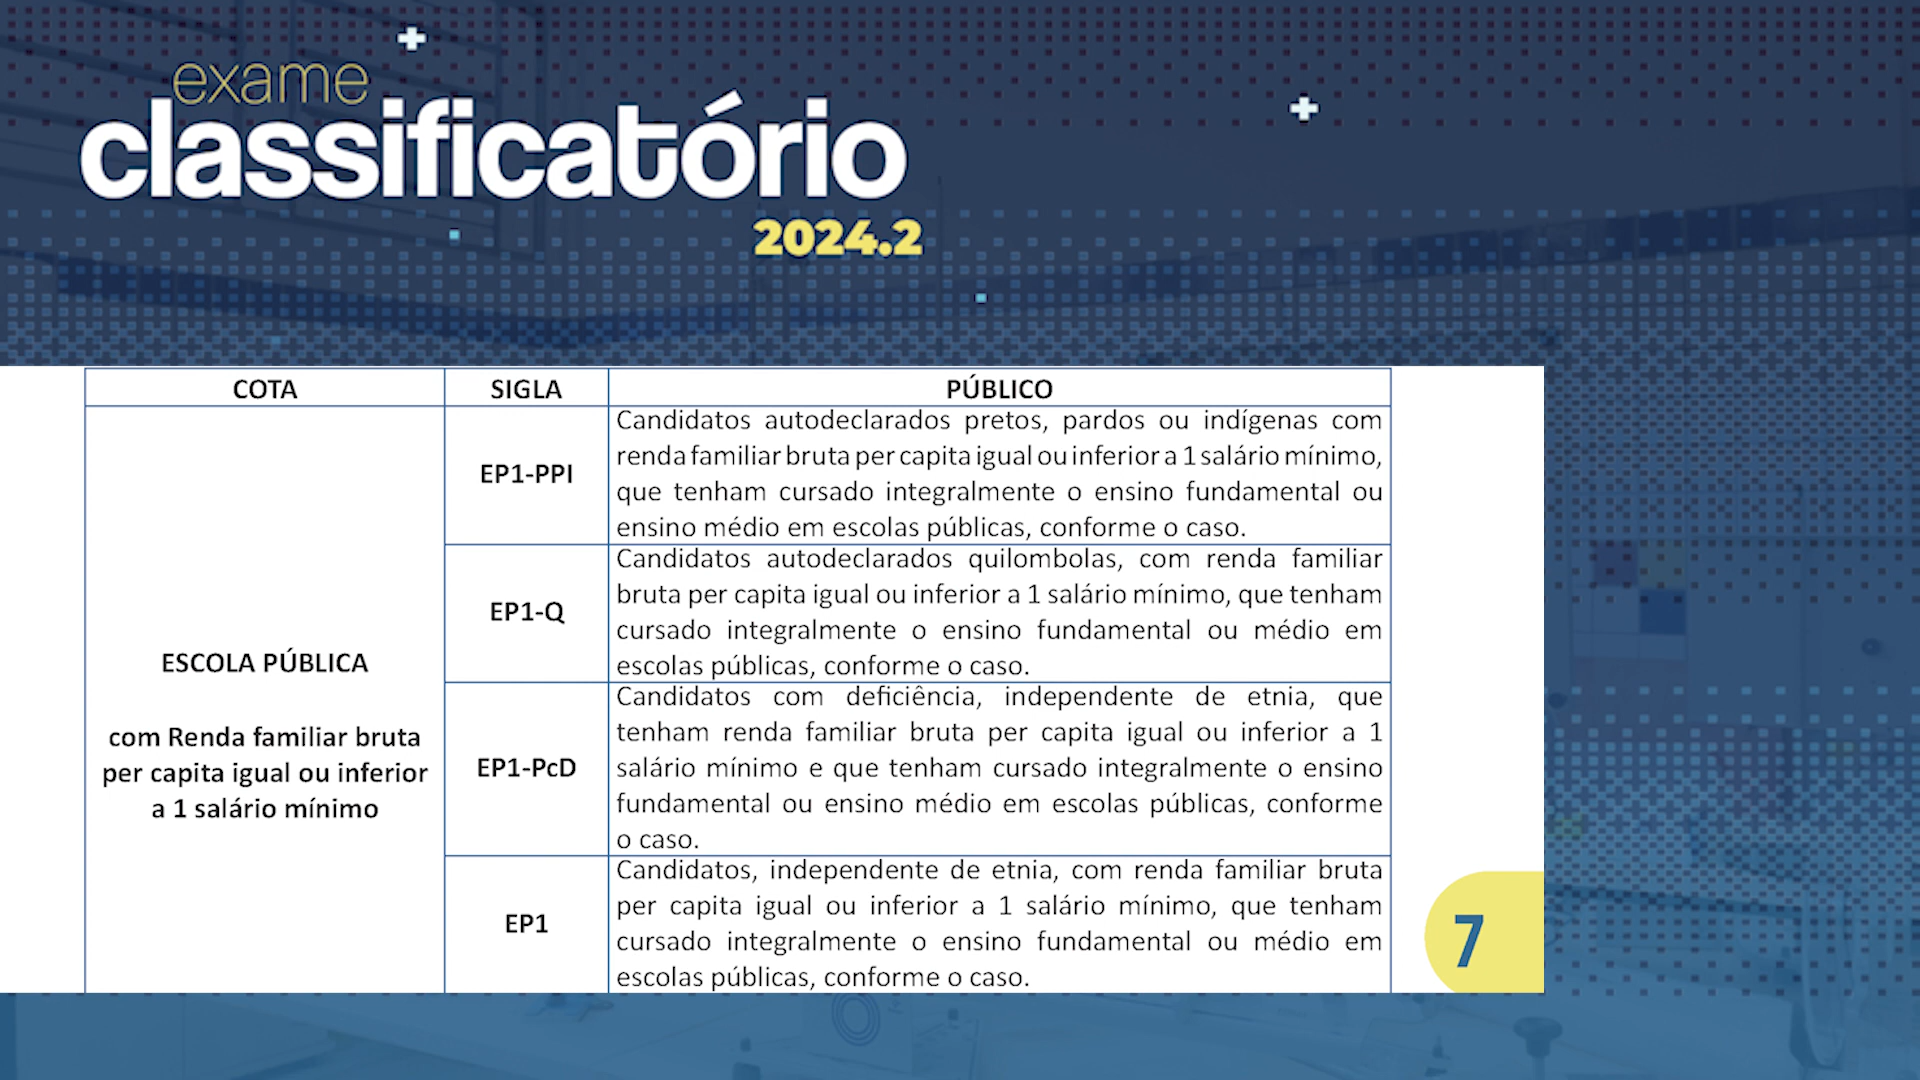 exame
classificatório
2024.2
COTA SIGLA PÚBLICO
ESCOLA PÚBLICA
com Renda familiar bruta
per capita igual ou inferior
a 1 salário mínimo
EP1-PPI
Candidatos autodeclarados pretos, pardos ou indígenas com
renda familiar bruta per capita igual ou inferior a 1 salário mínimo,
que tenham cursado integralmente o ensino fundamental ou
ensino médio em escolas públicas, conforme o caso.
EP1-Q
Candidatos autodeclarados quilombolas, com renda familiar
bruta per capita igual ou inferior a 1 salário mínimo, que tenham
cursado integralmente o ensino fundamental ou médio em
escolas públicas, conforme o caso.
EP1-PcD
Candidatos com deficiência, independente de etnia, que
tenham renda familiar bruta per capita igual ou inferior a 1
salário mínimo e que tenham cursado integralmente o ensino
fundamental ou ensino médio em escolas públicas, conforme
o caso.
EP1
Candidatos, independente de etnia, com renda familiar bruta
per capita igual ou inferior a 1 salário mínimo, que tenham
cursado integralmente o ensino fundamental ou médio em
escolas públicas, conforme o caso.
7